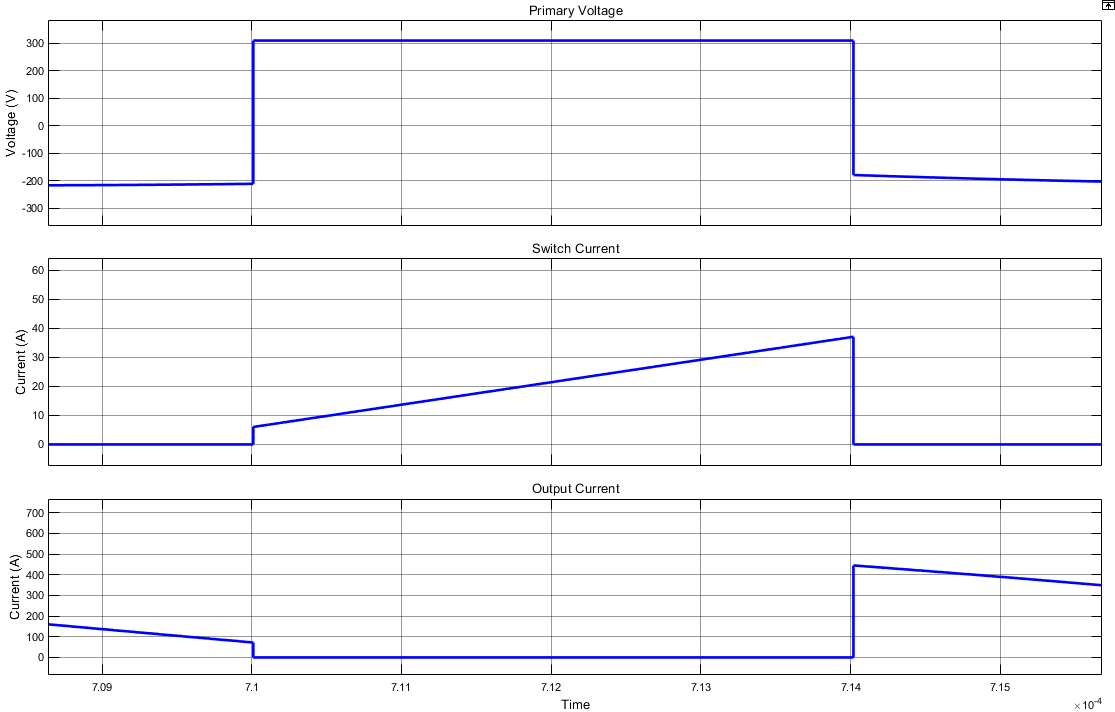 Primary Voltage
Voltage (V)
300
200
100
0
-100
-200
-300
Switch Current
Current (A)
60
50
40
30
20
10
0
Output Current
Current (A)
700
600
500
400
300
200
100
0
7.09 7.1 7.11 7.12 7.13 7.14 7.15
Time
×10⁻⁴